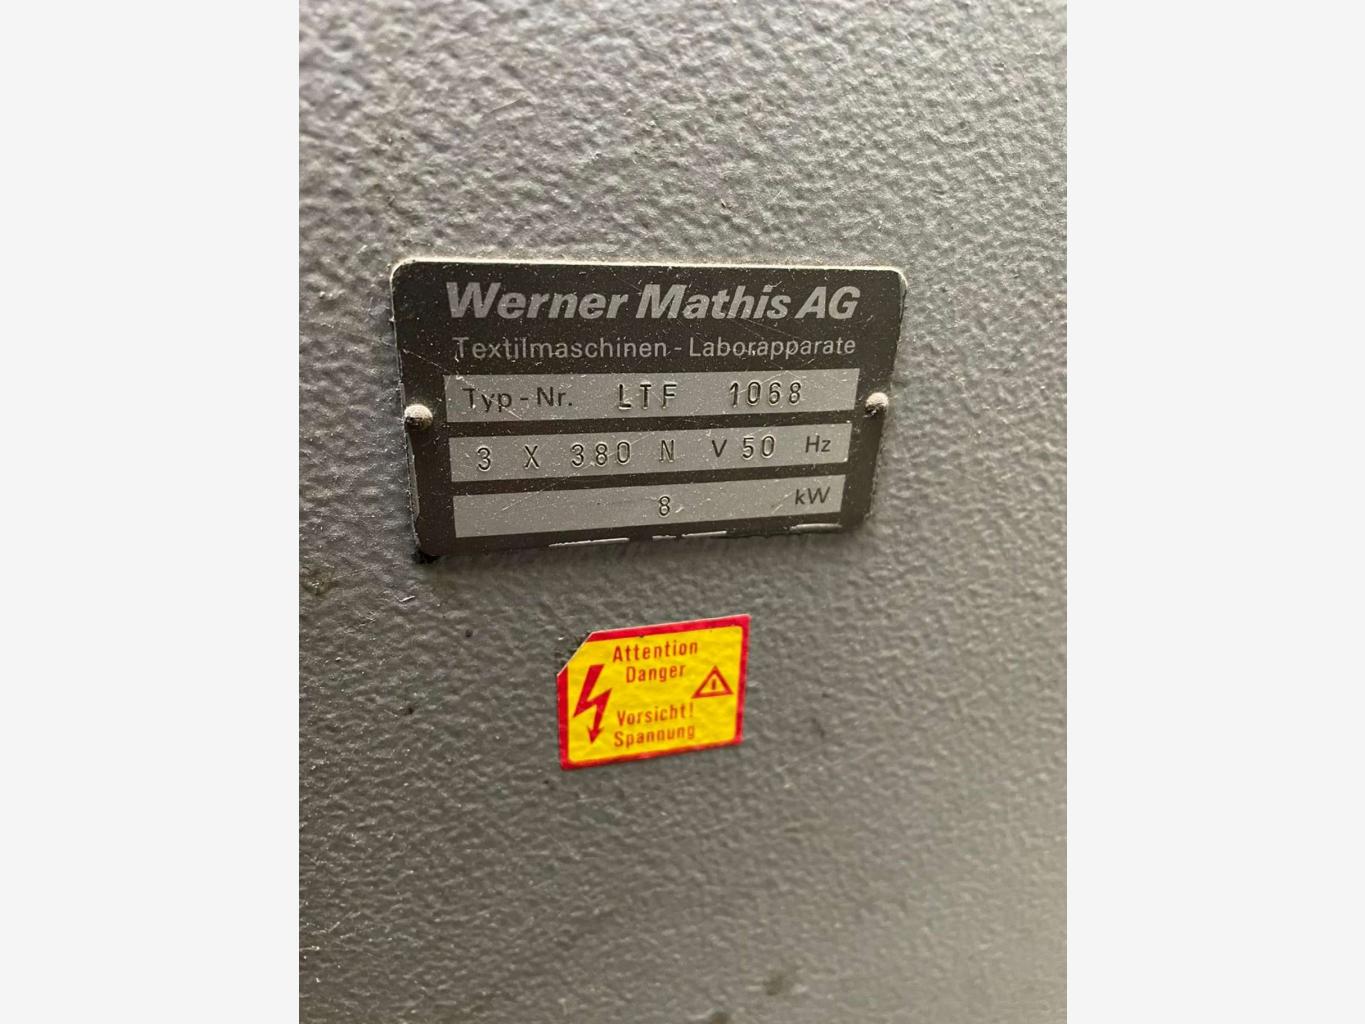 Werner Mathis AG
Textilmaschinen - Laborapparate
Typ-Nr. LTF 1068
3 X 380 N V 50 Hz
8 kW
Attention
Danger
Vorsicht!
Spannung